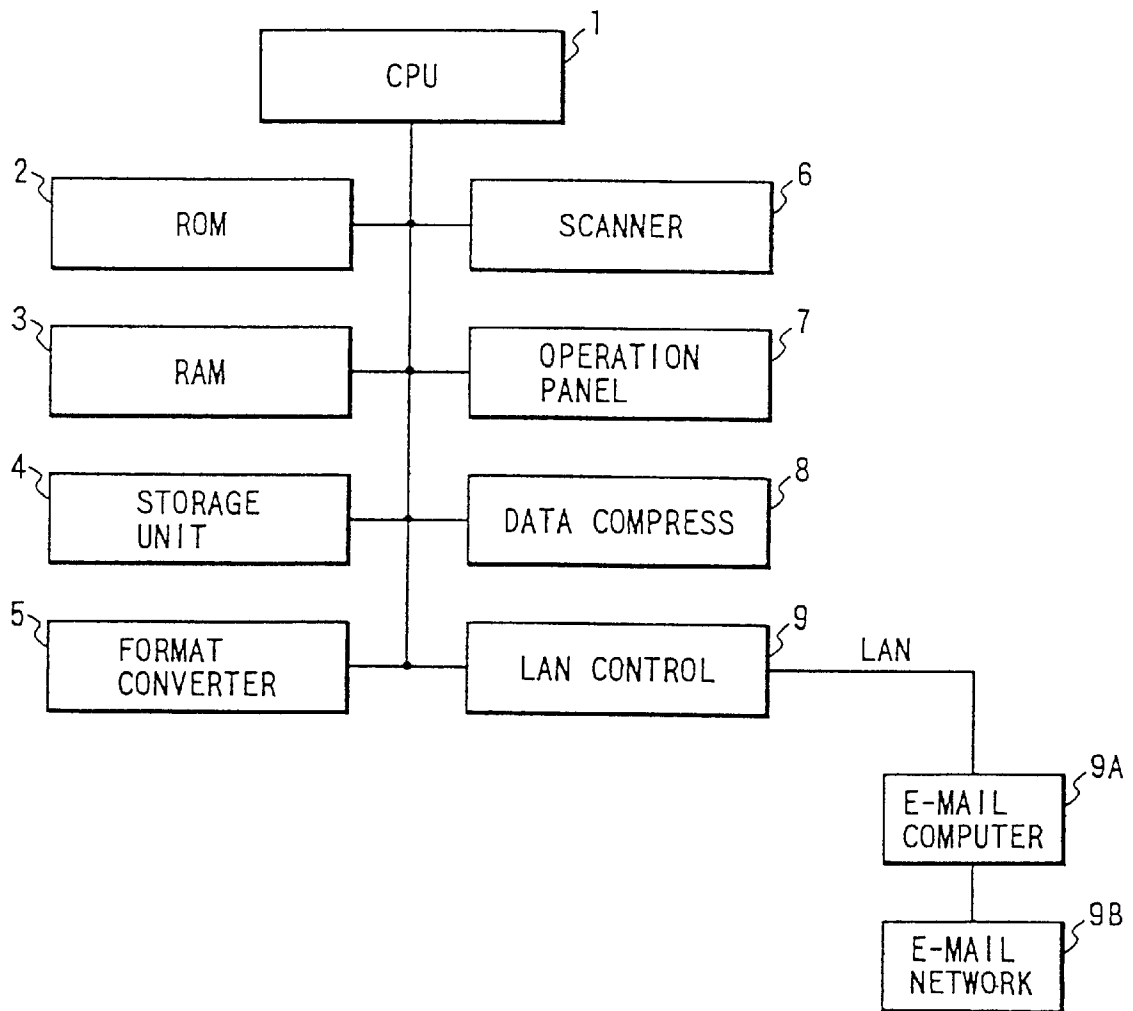 1
CPU
2
ROM
6
SCANNER
3
RAM
7
OPERATION
PANEL
4
STORAGE
UNIT
8
DATA COMPRESS
5
FORMAT
CONVERTER
9
LAN CONTROL
LAN
9A
E-MAIL
COMPUTER
9B
E-MAIL
NETWORK